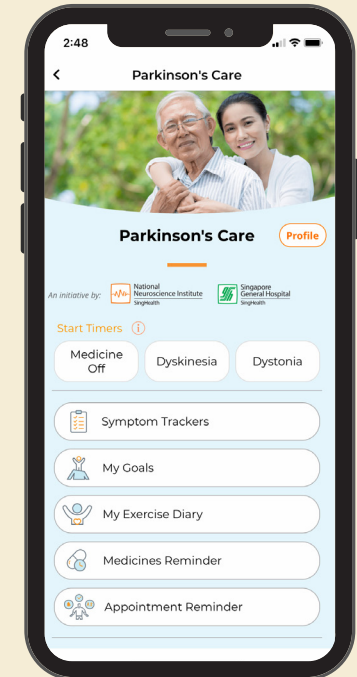 2:48
Parkinson's Care
Parkinson's Care
Profile
An initiative by:
National
Neuroscience Institute
SingHealth
Singapore
General Hospital
SingHealth
Start Timers
Medicine
Off
Dyskinesia
Dystonia
Symptom Trackers
My Goals
My Exercise Diary
Medicines Reminder
Appointment Reminder